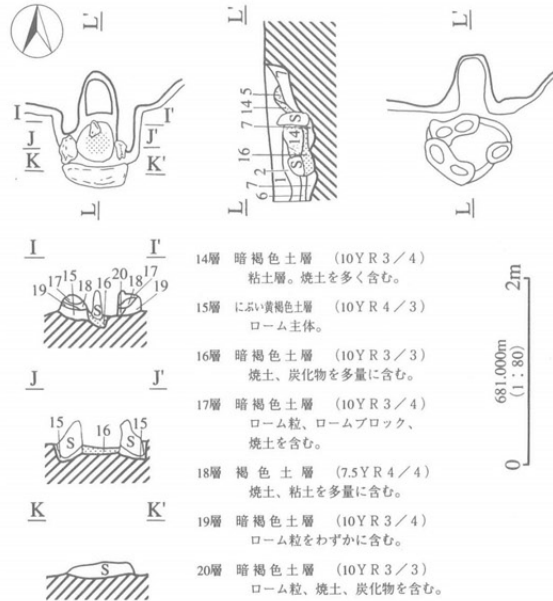 L'
L'
L'
I I'
J J'
K K'
L
5
14
7
S
14
16
S
2
1
7
6
L
L
I I'
17 15 18 16 20 18 17
19 S 19
J J'
15 16 15
S S
K K'
S
14層 暗褐色土層 (10YR3/4)
粘土層。焼土を多く含む。
15層 にぶい黄褐色土層 (10YR4/3)
ローム主体。
16層 暗褐色土層 (10YR3/3)
焼土、炭化物を多量に含む。
17層 暗褐色土層 (10YR3/4)
ローム粒、ロームブロック、
焼土を含む。
18層 褐色土層 (7.5YR4/4)
焼土、粘土を多量に含む。
19層 暗褐色土層 (10YR3/4)
ローム粒をわずかに含む。
20層 暗褐色土層 (10YR3/3)
ローム粒、焼土、炭化物を含む。
2m
681.000m
(1:80)
0